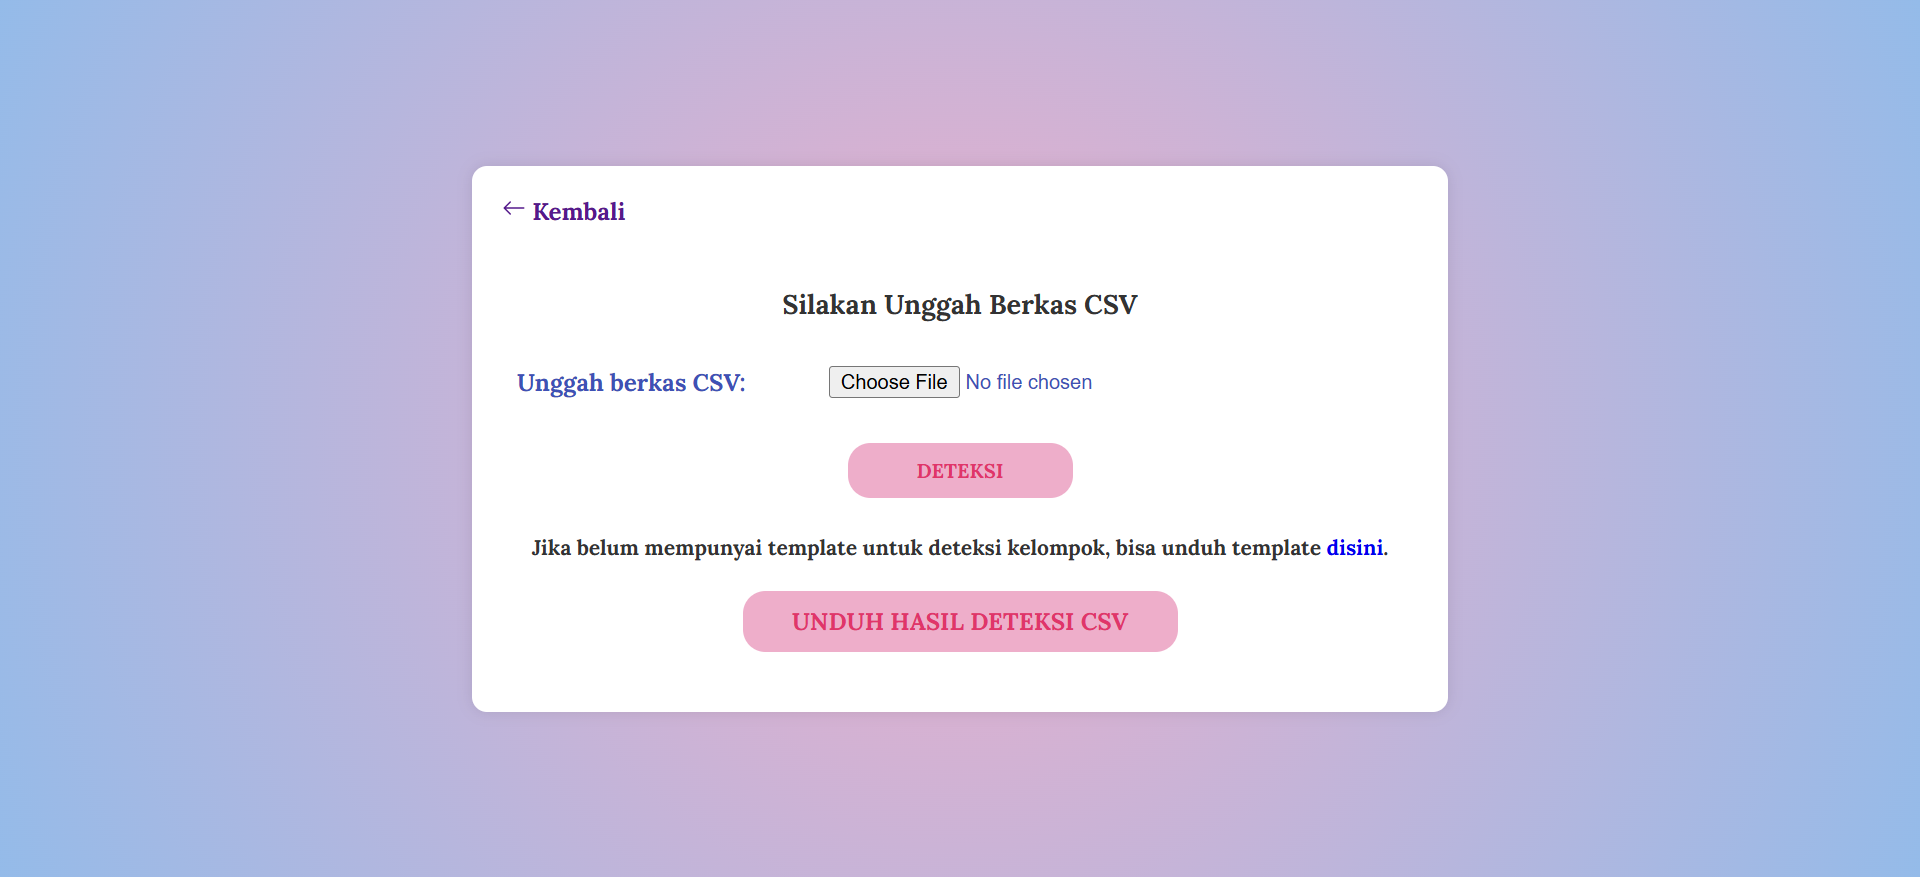 Kembali
Silakan Unggah Berkas CSV
Unggah berkas CSV: Choose File No file chosen
DETEKSI
Jika belum mempunyai template untuk deteksi kelompok, bisa unduh template disini.
UNDUH HASIL DETEKSI CSV